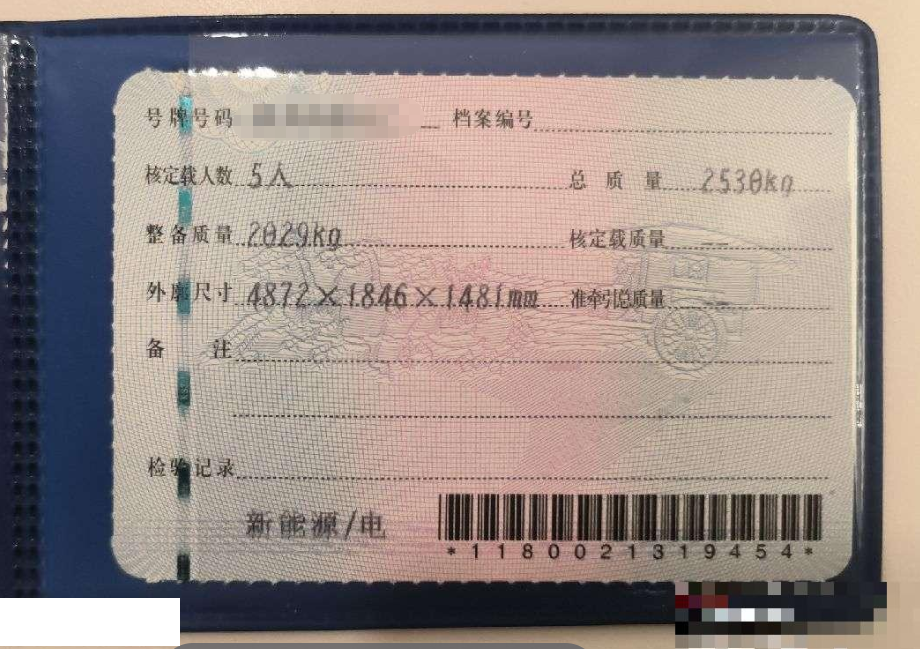 号牌号码 档案编号
核定载人数 5人 总质量 2530kg
整备质量 2029kg 核定载质量 --
外廓尺寸 4872×1846×1481mm 准牵引总质量 --
备注
检验记录
新能源/电
*1180021319454*